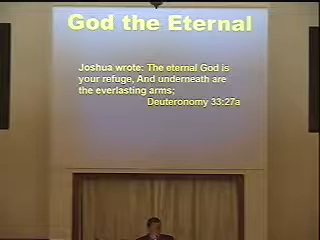 God the Eternal
Joshua wrote: The eternal God is
your refuge, And underneath are
the everlasting arms;
Deuteronomy 33:27a